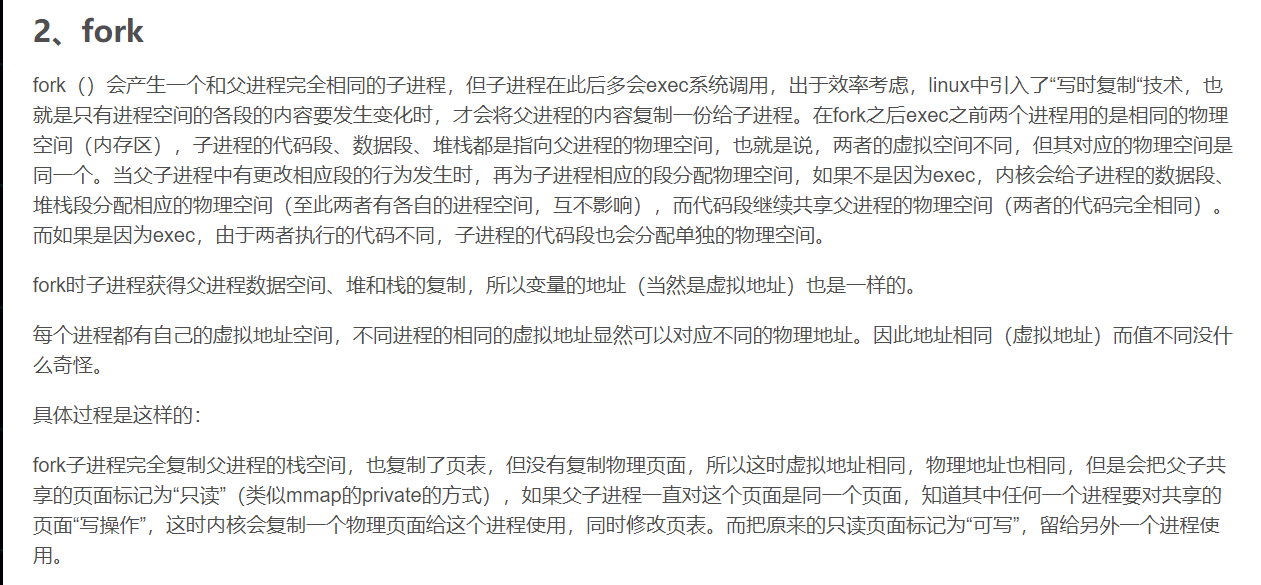 2、fork
fork（）会产生一个和父进程完全相同的子进程，但子进程在此后多会exec系统调用，出于效率考虑，linux中引入了“写时复制“技术，也
就是只有进程空间的各段的内容要发生变化时，才会将父进程的内容复制一份给子进程。在fork之后exec之前两个进程用的是相同的物理
空间（内存区），子进程的代码段、数据段、堆栈都是指向父进程的物理空间，也就是说，两者的虚拟空间不同，但其对应的物理空间是
同一个。当父子进程中有更改相应段的行为发生时，再为子进程相应的段分配物理空间，如果不是因为exec，内核会给子进程的数据段、
堆栈段分配相应的物理空间（至此两者有各自的进程空间，互不影响），而代码段继续共享父进程的物理空间（两者的代码完全相同）。
而如果是因为exec，由于两者执行的代码不同，子进程的代码段也会分配单独的物理空间。
fork时子进程获得父进程数据空间、堆和栈的复制，所以变量的地址（当然是虚拟地址）也是一样的。
每个进程都有自己的虚拟地址空间，不同进程的相同的虚拟地址显然可以对应不同的物理地址。因此地址相同（虚拟地址）而值不同没什
么奇怪。
具体过程是这样的：
fork子进程完全复制父进程的栈空间，也复制了页表，但没有复制物理页面，所以这时虚拟地址相同，物理地址也相同，但是会把父子共
享的页面标记为“只读”（类似mmap的private的方式），如果父子进程一直对这个页面是同一个页面，知道其中任何一个进程要对共享的
页面“写操作”，这时内核会复制一个物理页面给这个进程使用，同时修改页表。而把原来的只读页面标记为“可写”，留给另外一个进程使
用。